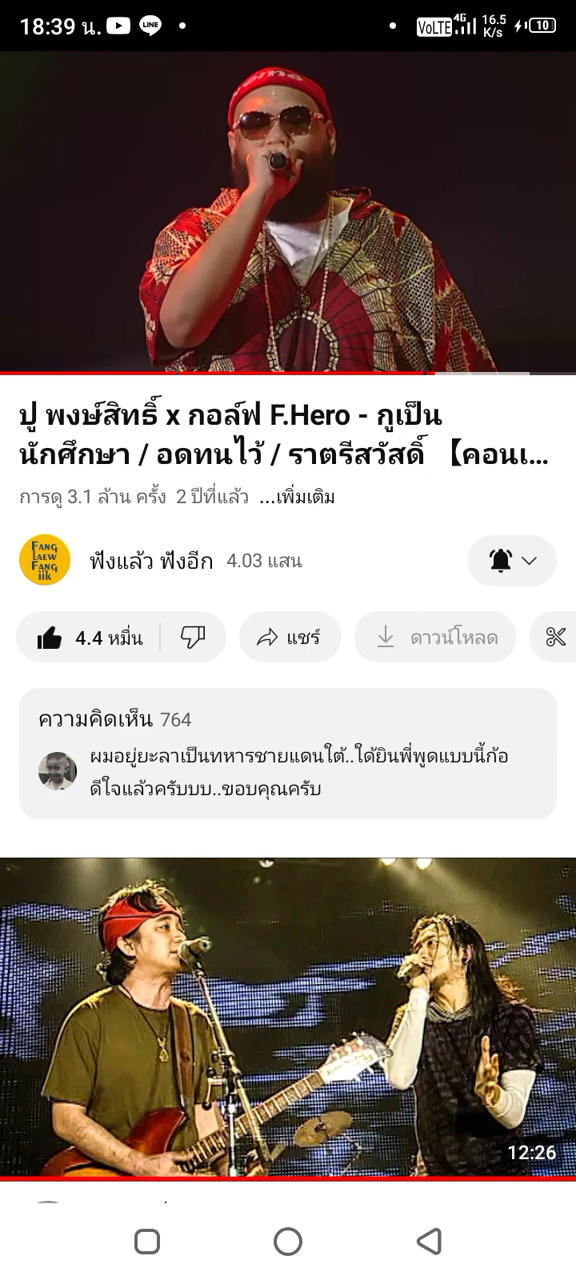 18:39 น.
LINE
VoLTE 4G 16.5 K/s 10
ปู พงษ์สิทธิ์ x กอล์ฟ F.Hero - กูเป็น
นักศึกษา / อดทนไว้ / ราตรีสวัสดิ์ 【คอนเ...
การดู 3.1 ล้าน ครั้ง 2 ปีที่แล้ว ...เพิ่มเติม
FANG
LAEW
FANG
iik
ฟังแล้ว ฟังอีก 4.03 แสน
4.4 หมื่น
แชร์
ดาวน์โหลด
ความคิดเห็น 764
ผมอยู่ยะลาเป็นทหารชายแดนใต้..ใด้ยินพี่พูดแบบนี้ก้อ
ดีใจแล้วครับบบ..ขอบคุณครับ
12:26